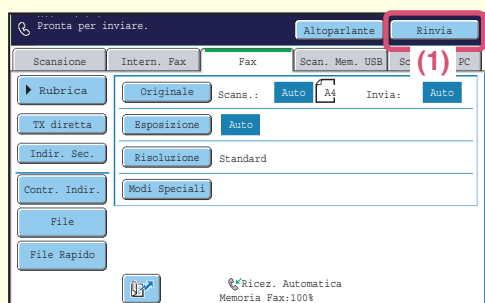 Pronta per inviare.
Altoparlante
Rinvia
Scansione
Intern. Fax
Fax
Scan. Mem. USB
PC
(1)
Rubrica
Originale
Scans.:
Auto
A4
Invia:
Auto
TX diretta
Esposizione
Auto
Indir. Sec.
Risoluzione
Standard
Contr. Indir.
Modi Speciali
File
File Rapido
Ricez. Automatica
Memoria Fax:100%